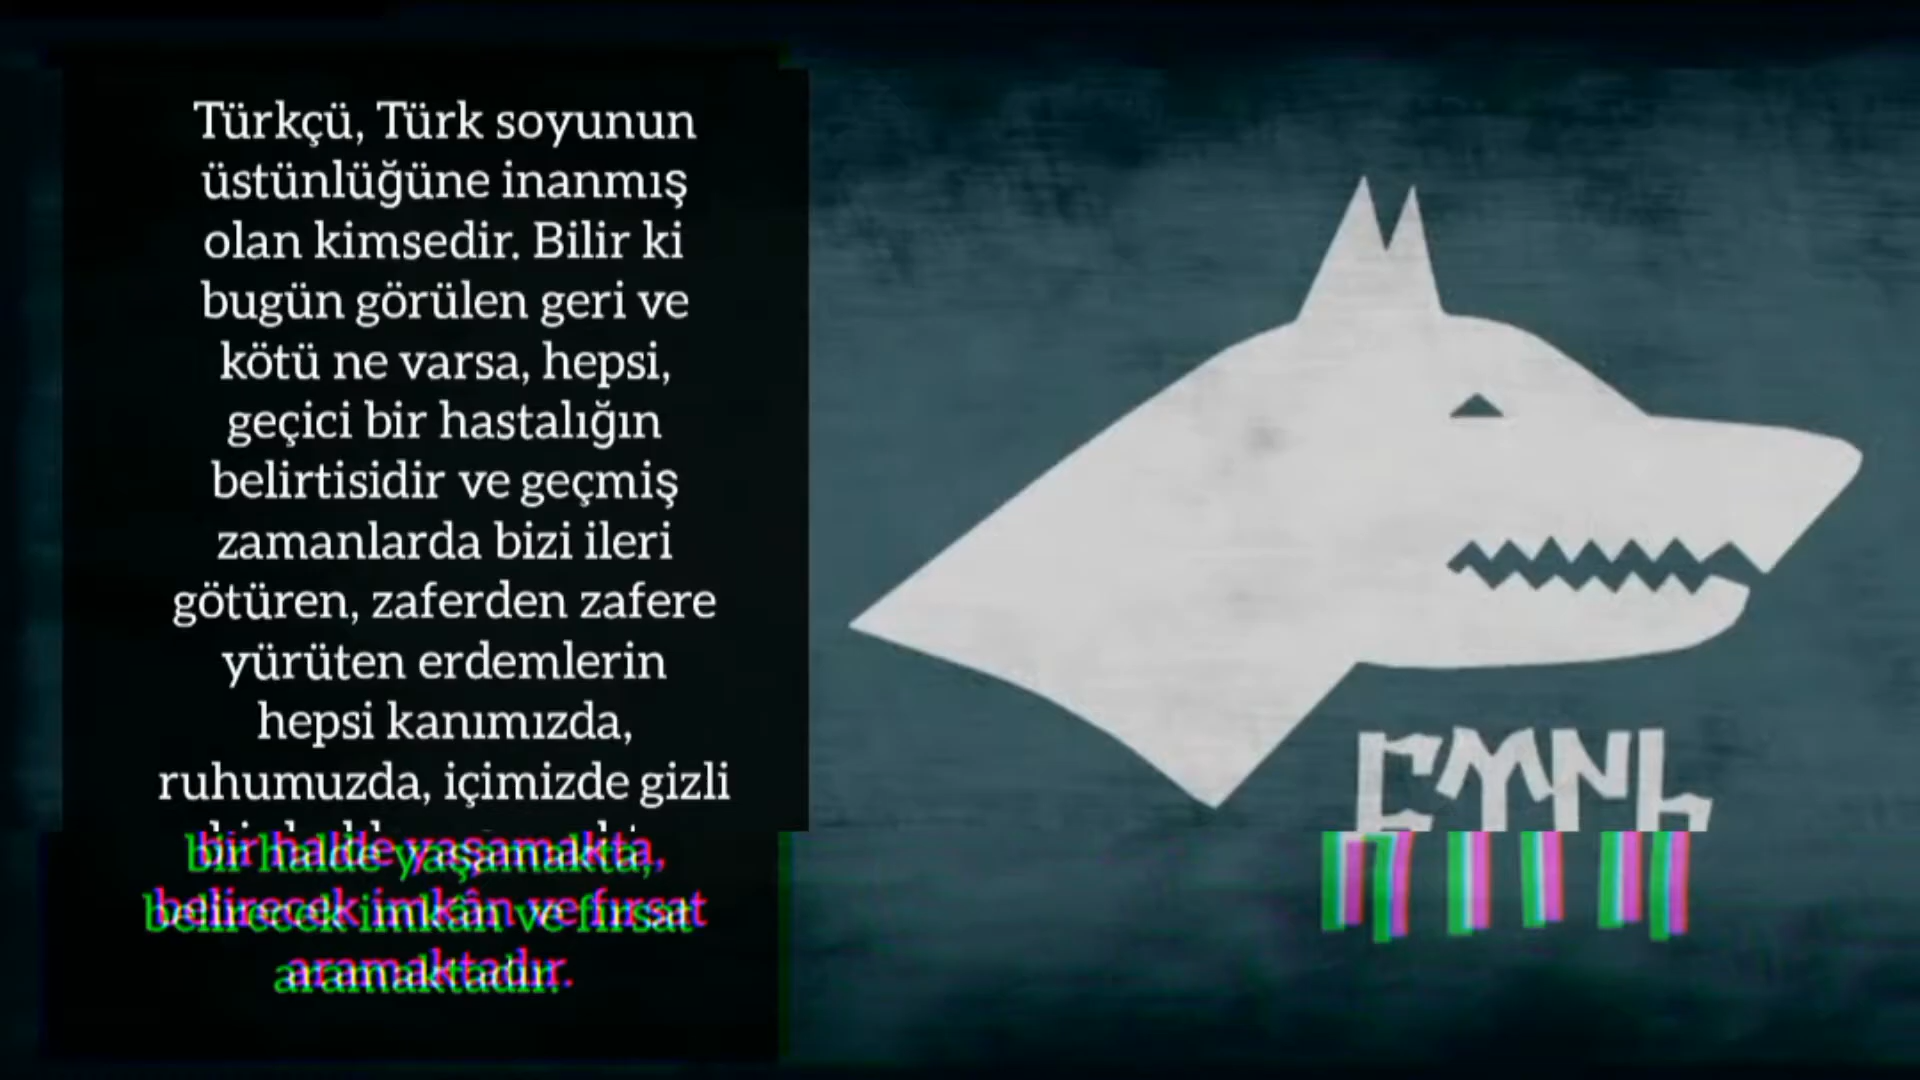 Türkçü, Türk soyunun
üstünlüğüne inanmış
olan kimsedir. Bilir ki
bugün görülen geri ve
kötü ne varsa, hepsi,
geçici bir hastalığın
belirtisidir ve geçmiş
zamanlarda bizi ileri
götüren, zaferden zafere
yürüten erdemlerin
hepsi kanımızda,
ruhumuzda, içimizde gizli
bir halde yaşamakta,
belirecek imkân ve fırsat
aramaktadır.